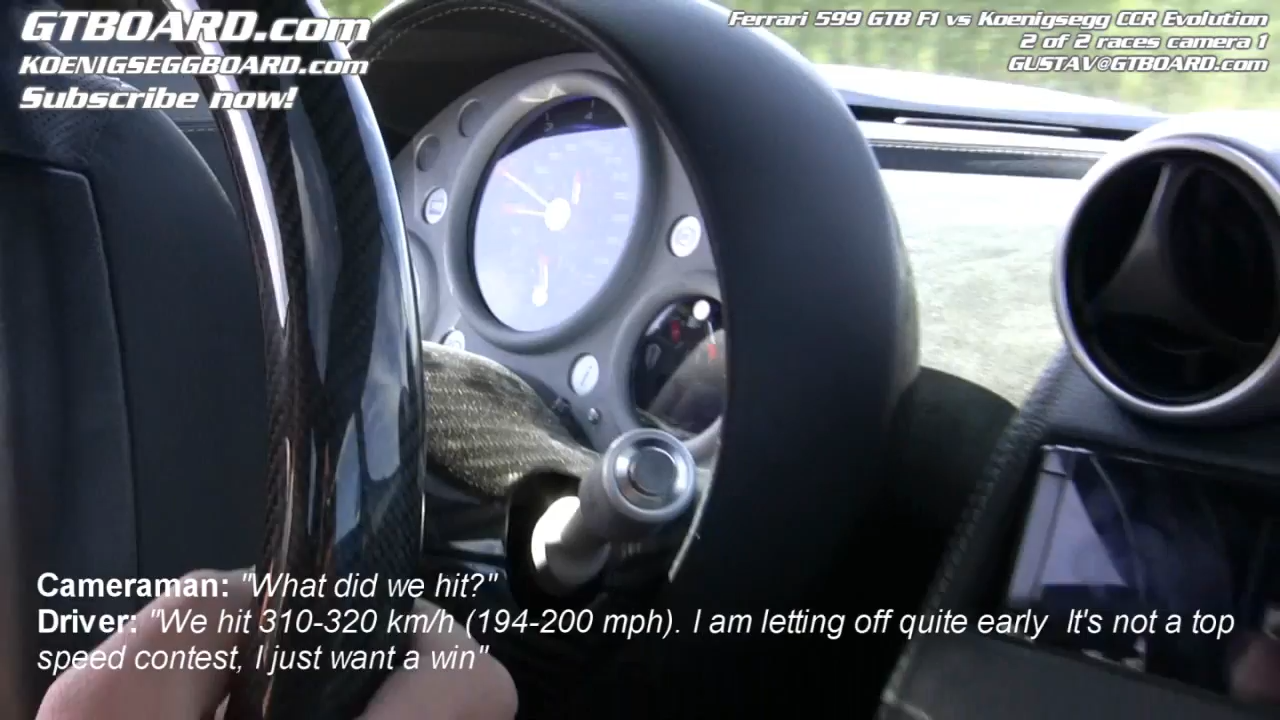 GTBOARD.com
KOENIGSEGGBOARD.com
Subscribe now!
Ferrari 599 GTB F1 vs Koenigsegg CCR Evolution
2 of 2 races camera 1
GUSTAV@GTBOARD.com
3 4
Cameraman: "What did we hit?"
Driver: "We hit 310-320 km/h (194-200 mph). I am letting off quite early It's not a top
speed contest, I just want a win"